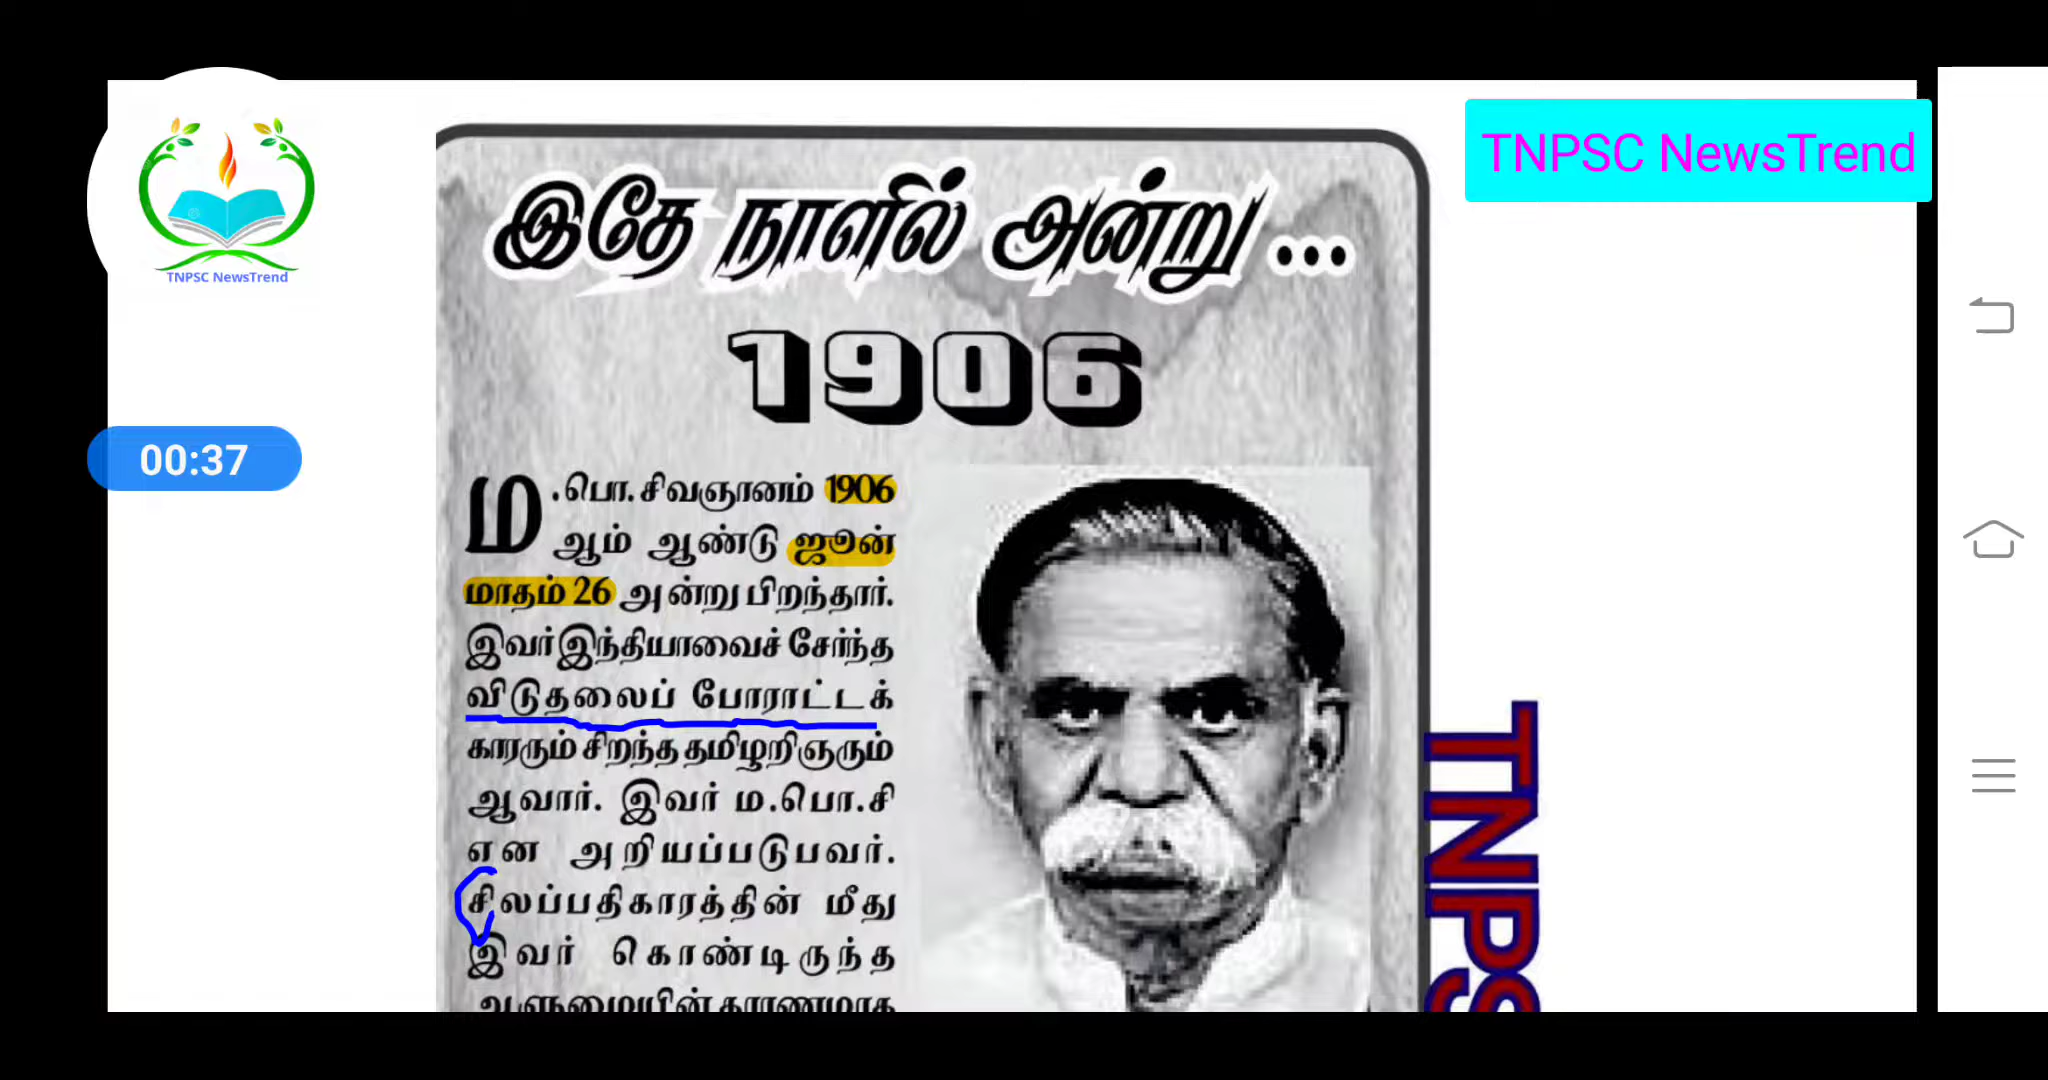 TNPSC NewsTrend
TNPSC NewsTrend
00:37
இதே நாளில் அன்று ...
1906
ம.பொ.சிவஞானம் 1906
ஆம் ஆண்டு ஜூன்
மாதம் 26 அன்று பிறந்தார்.
இவர் இந்தியாவைச் சேர்ந்த
விடுதலைப் போராட்டக்
காரரும் சிறந்த தமிழறிஞரும்
ஆவார். இவர் ம.பொ.சி
என அறியப்படுபவர்.
சிலப்பதிகாரத்தின் மீது
இவர் கொண்டிருந்த
ஆளுமையின் காரணமாக
TNPS